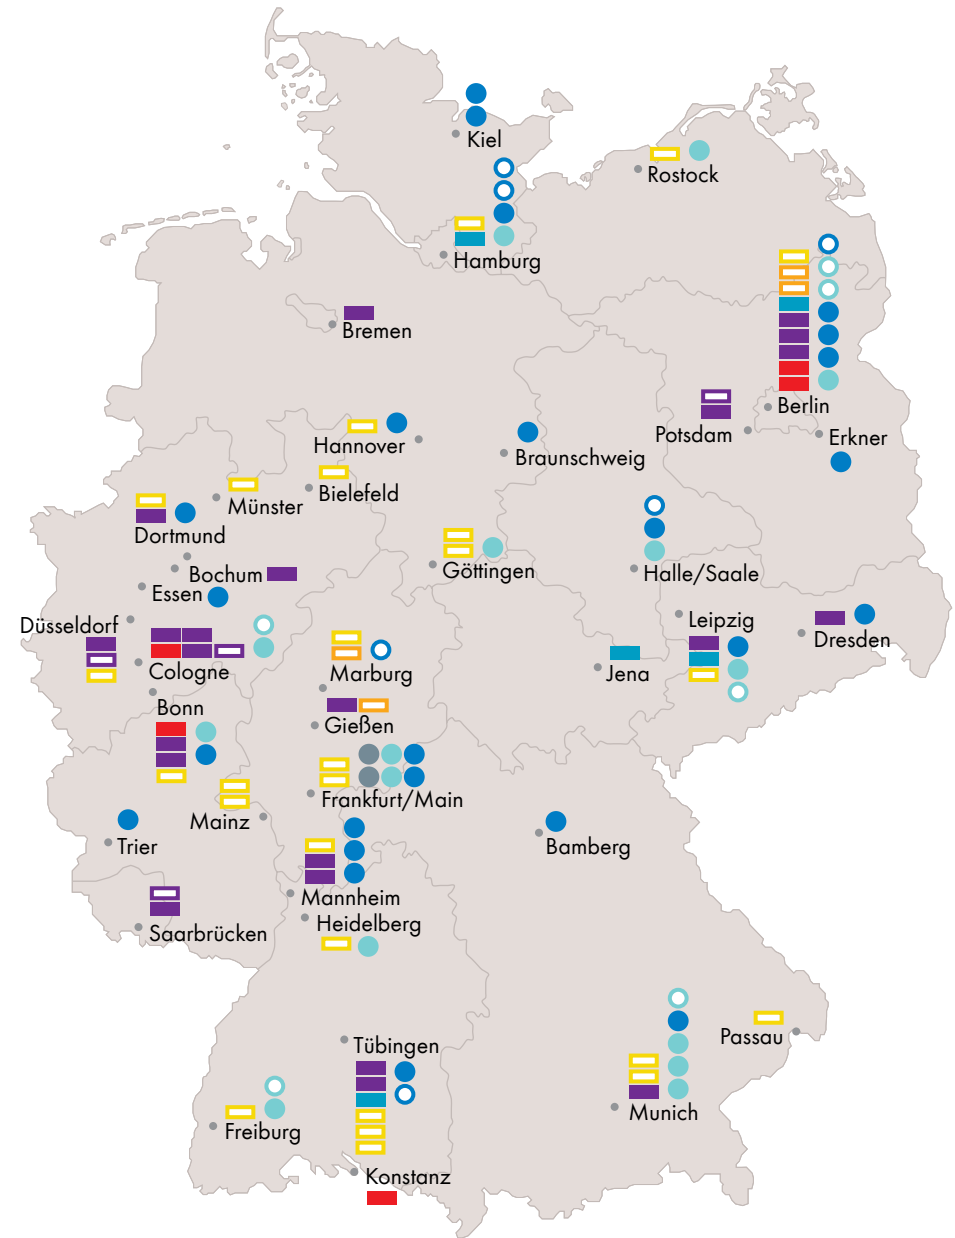 Kiel
Rostock
Hamburg
Bremen
Berlin
Potsdam
Erkner
Hannover
Braunschweig
Bielefeld
Münster
Dortmund
Göttingen
Halle/Saale
Bochum
Essen
Düsseldorf
Leipzig
Dresden
Cologne
Marburg
Jena
Bonn
Gießen
Frankfurt/Main
Mainz
Trier
Bamberg
Mannheim
Heidelberg
Saarbrücken
Passau
Tübingen
Munich
Freiburg
Konstanz